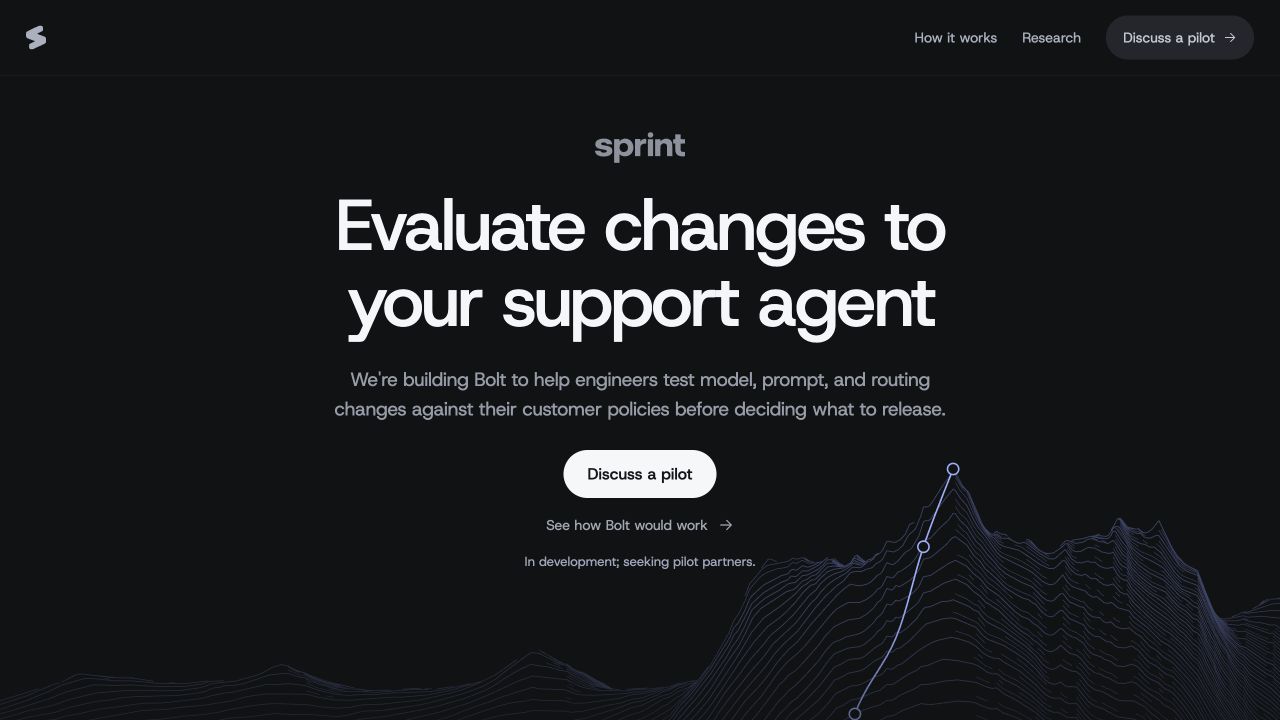 How it works
Research
Discuss a pilot →
sprint
Evaluate changes to
your support agent
We're building Bolt to help engineers test model, prompt, and routing
changes against their customer policies before deciding what to release.
Discuss a pilot
See how Bolt would work →
In development; seeking pilot partners.